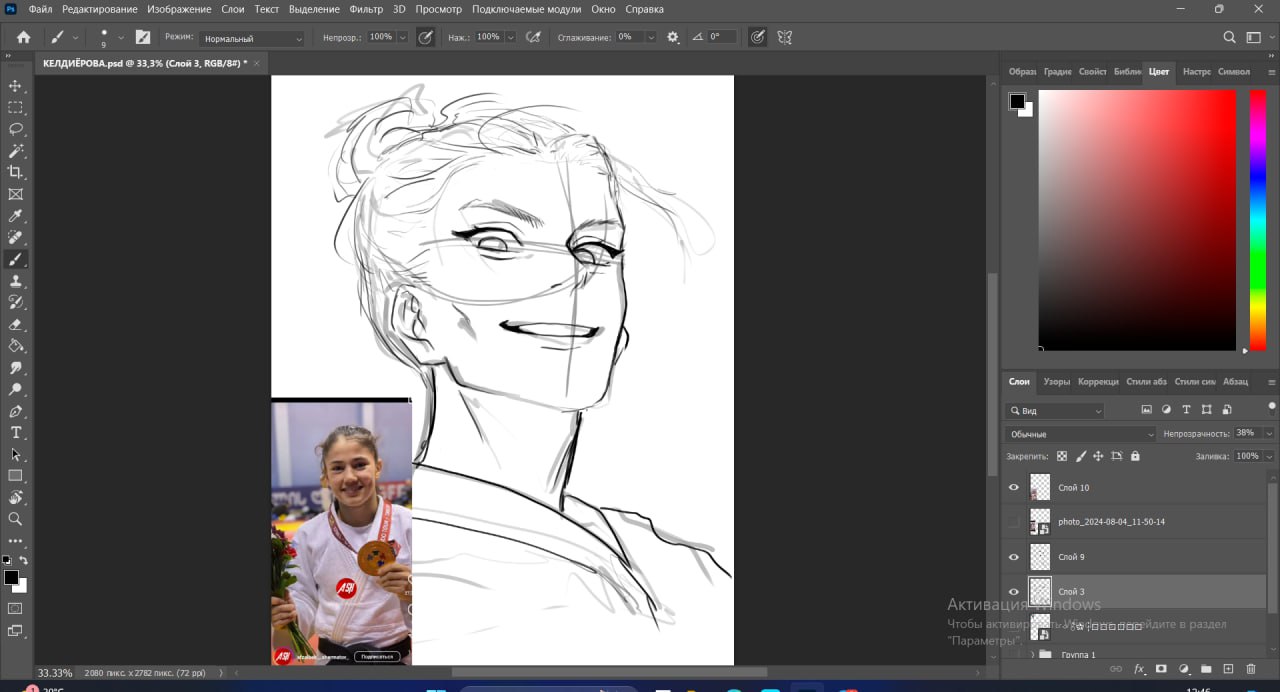 Файл Редактирование Изображение Слои Текст Выделение Фильтр 3D Просмотр Подключаемые модули Окно Справка
9 Режим: Нормальный Непрозр.: 100% Наж.: 100% Сглаживание: 0% 0°
КЕЛДИЁРОВА.psd @ 33,3% (Слой 3, RGB/8#) * ×
Образ Градие Свойст Библи Цвет Настрс Символ
Слои Узоры Коррекци Стили абз Стили сим Абзац
Вид
Обычные Непрозрачность: 38%
Закрепить: Заливка: 100%
Слой 10
photo_2024-08-04_11-50-14
Слой 9
Слой 3
Активация Windows
Чтобы активировать Windows, перейдите в раздел
"Параметры".
Группа 1
ASH
ASH
Подписаться
33.33% 2080 пикс. x 2782 пикс. (72 ppi)
12:46